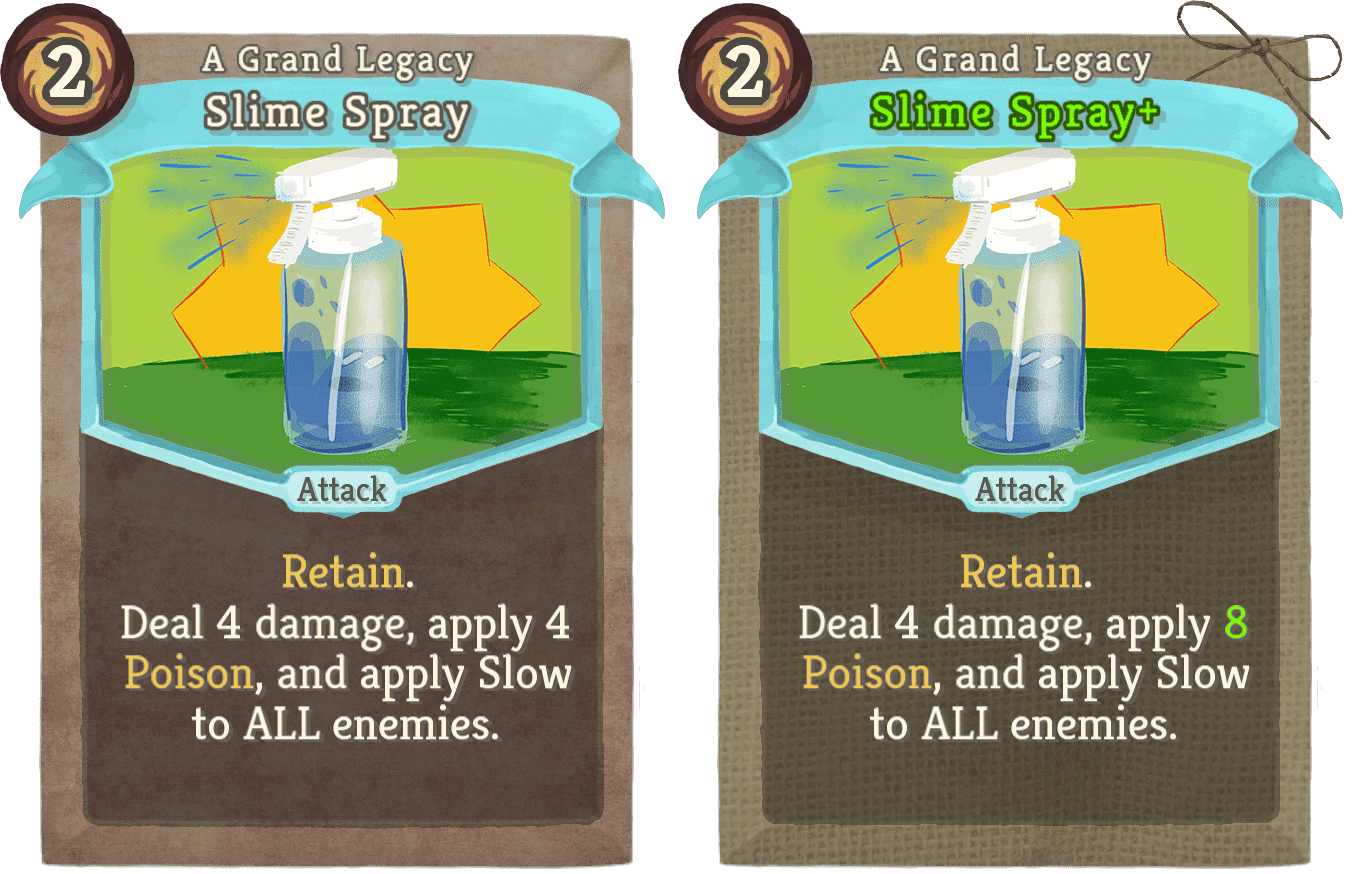 2
A Grand Legacy
Slime Spray
Attack
Retain.
Deal 4 damage, apply 4
Poison, and apply Slow
to ALL enemies.
2
A Grand Legacy
Slime Spray+
Attack
Retain.
Deal 4 damage, apply 8
Poison, and apply Slow
to ALL enemies.